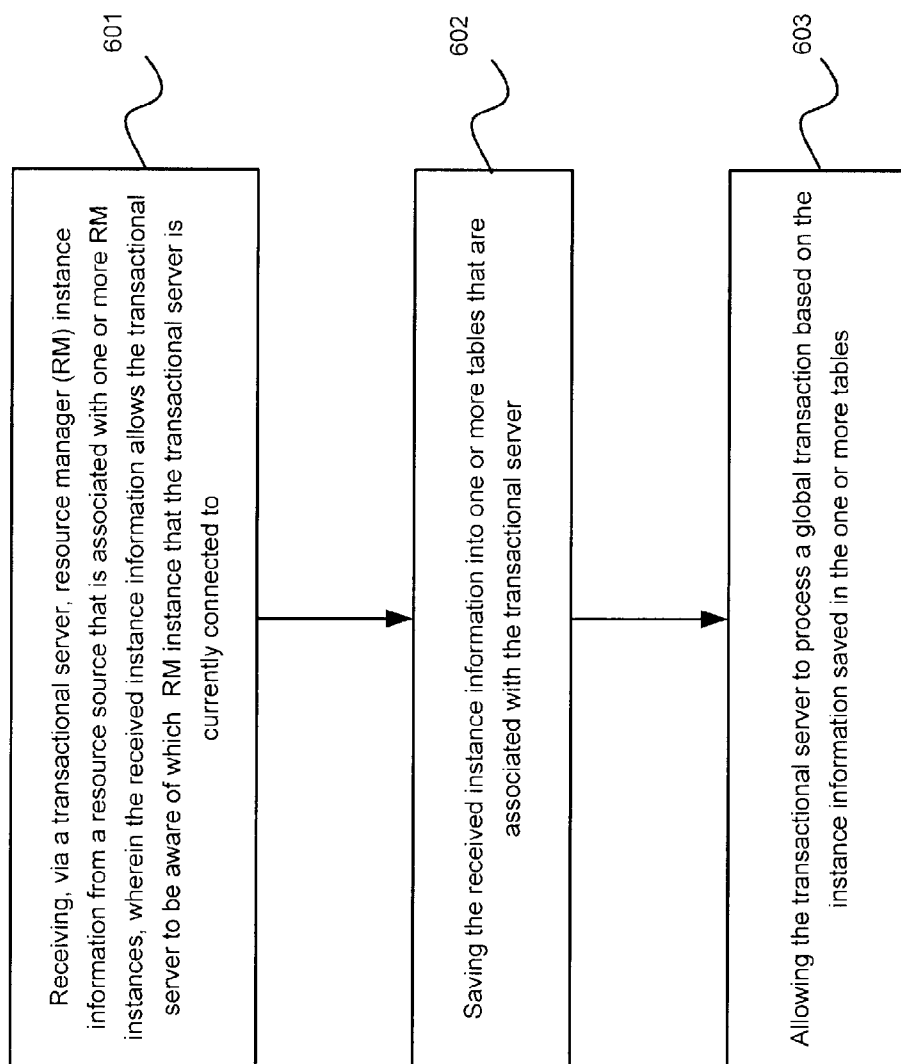 Receiving, via a transactional server, resource manager (RM) instance
information from a resource source that is associated with one or more RM
instances, wherein the received instance information allows the transactional
server to be aware of which RM instance that the transactional server is
currently connected to
601
Saving the received instance information into one or more tables that are
associated with the transactional server
602
Allowing the transactional server to process a global transaction based on the
instance information saved in the one or more tables
603